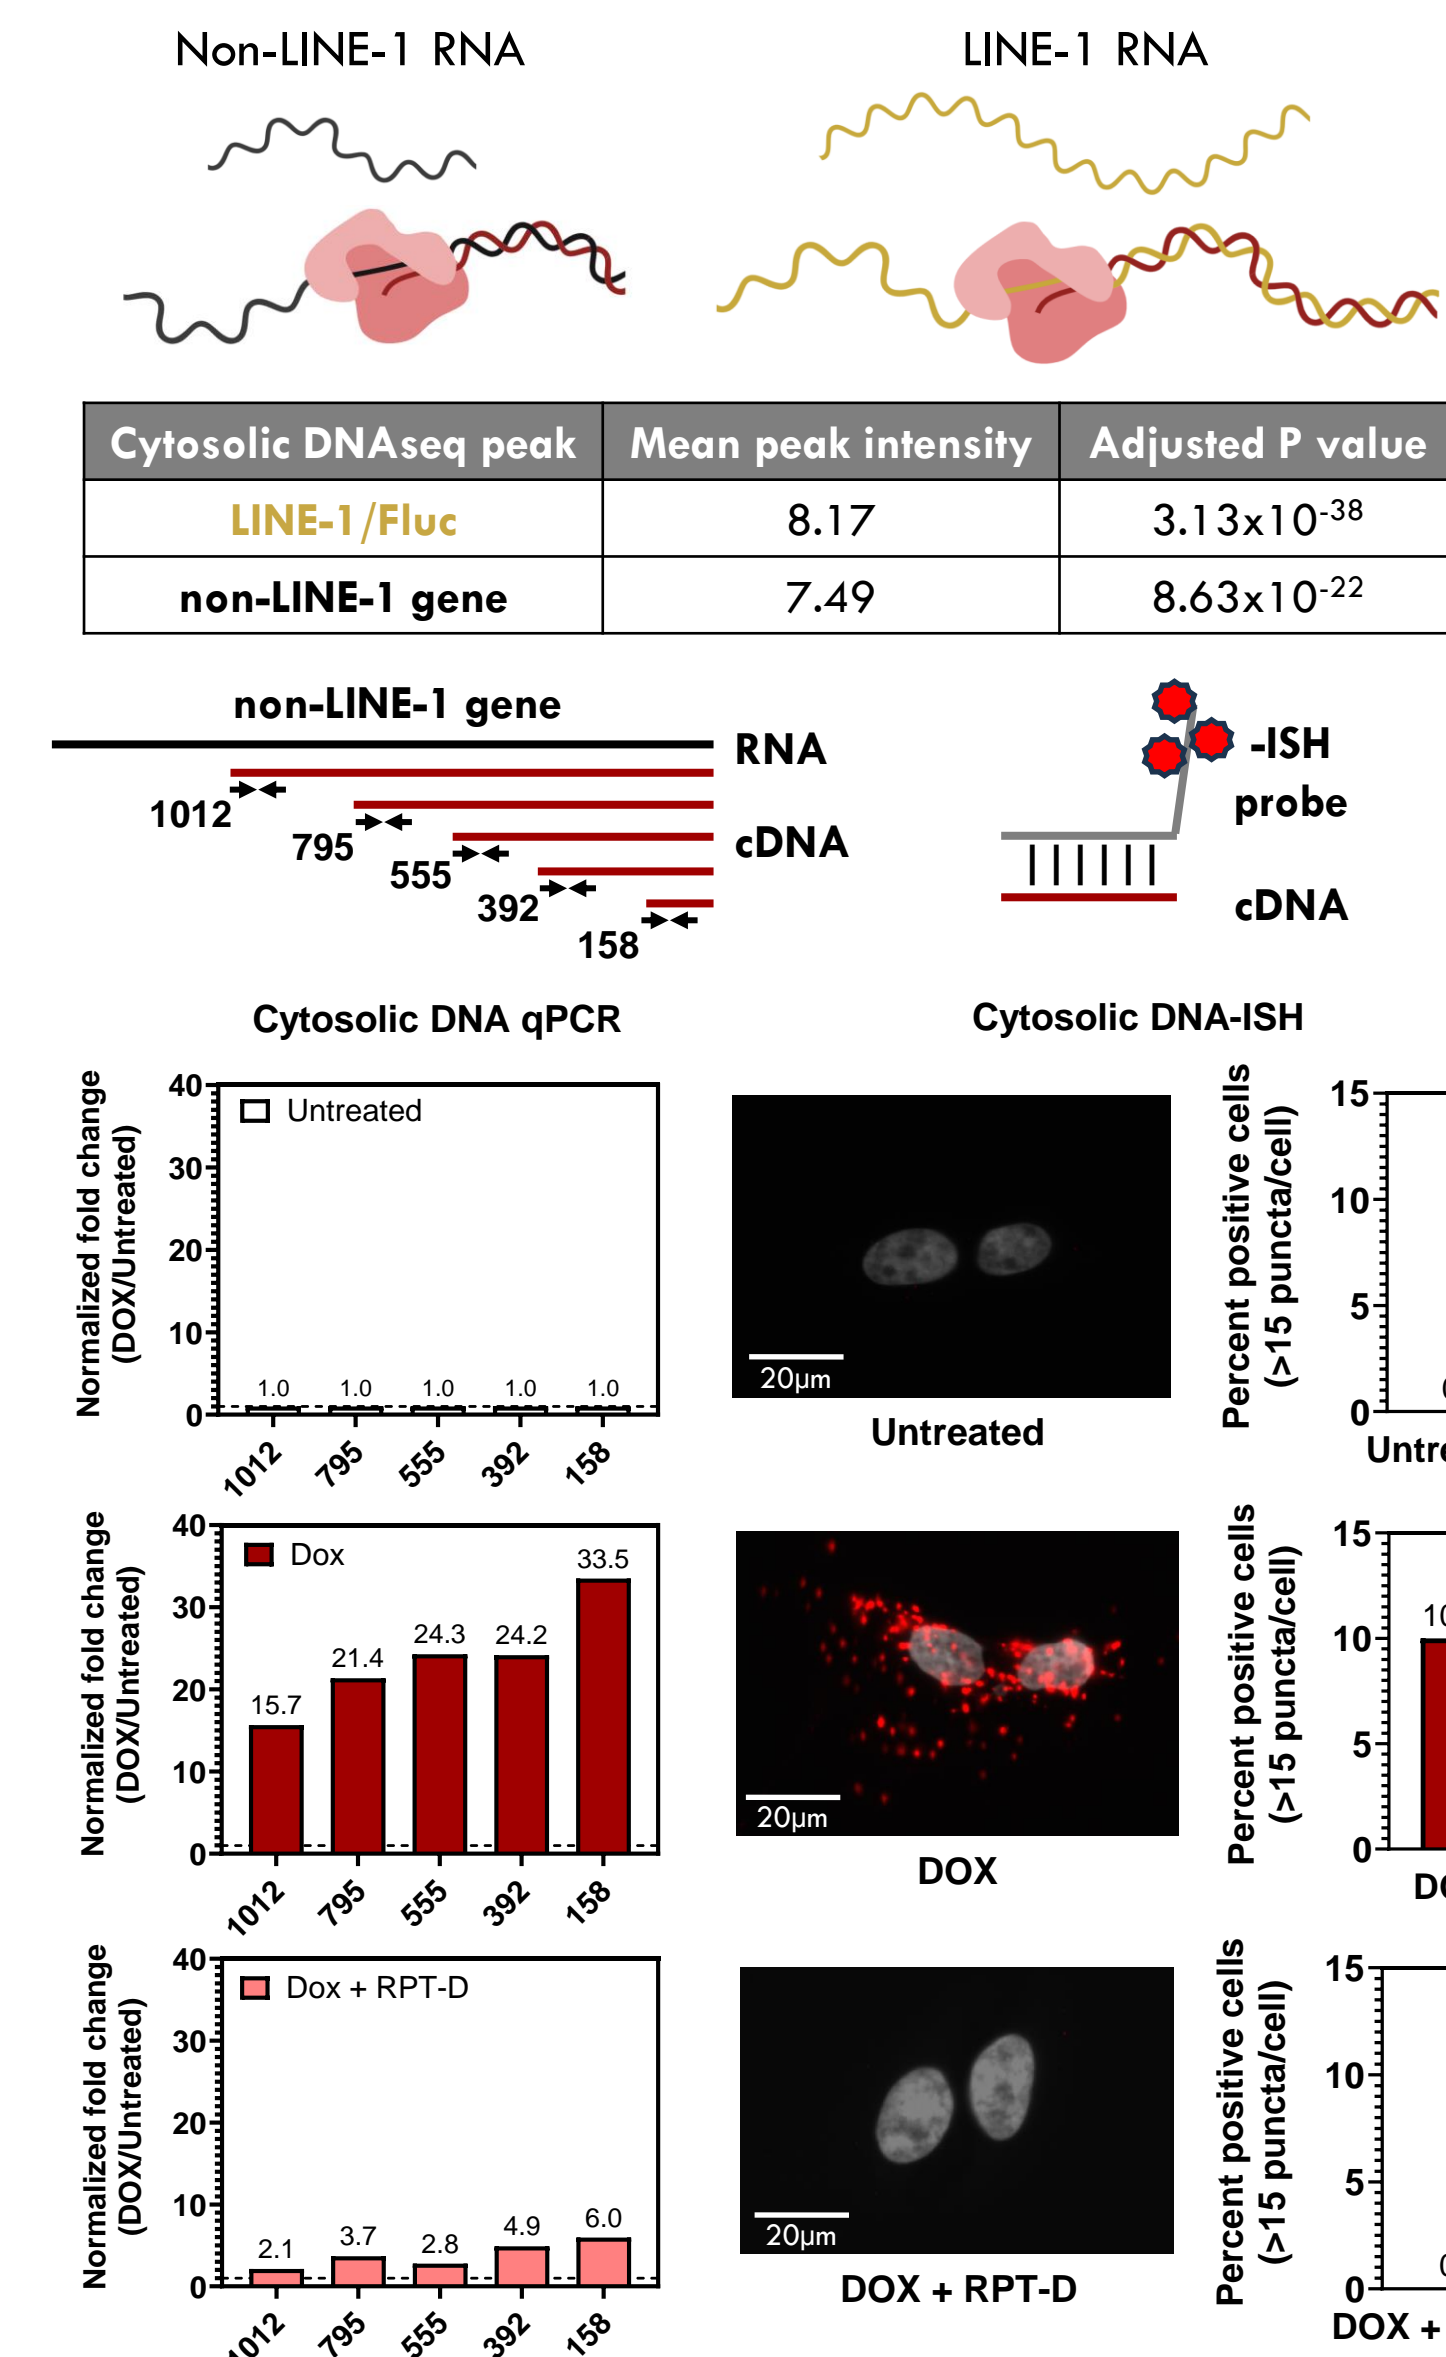 Non-LINE-1 RNA
LINE-1 RNA
Cytosolic DNAseq peak
Mean peak intensity
Adjusted P value
LINE-1/Fluc
8.17
3.13x10⁻³⁸
non-LINE-1 gene
7.49
8.63x10⁻²²
non-LINE-1 gene
RNA
1012
795
555
392
158
cDNA
-ISH
probe
cDNA
Cytosolic DNA qPCR
Normalized fold change
(DOX/Untreated)
40
30
20
10
0
Untreated
1.0
1.0
1.0
1.0
1.0
1012
795
555
392
158
Cytosolic DNA-ISH
20µm
Untreated
Percent positive cells
(>15 puncta/cell)
15
10
5
0
Normalized fold change
(DOX/Untreated)
40
30
20
10
0
Dox
15.7
21.4
24.3
24.2
33.5
1012
795
555
392
158
20µm
DOX
Percent positive cells
(>15 puncta/cell)
15
10
5
0
10
Normalized fold change
(DOX/Untreated)
40
30
20
10
0
Dox + RPT-D
2.1
3.7
2.8
4.9
6.0
1012
795
555
392
158
20µm
DOX + RPT-D
Percent positive cells
(>15 puncta/cell)
15
10
5
0
DOX +